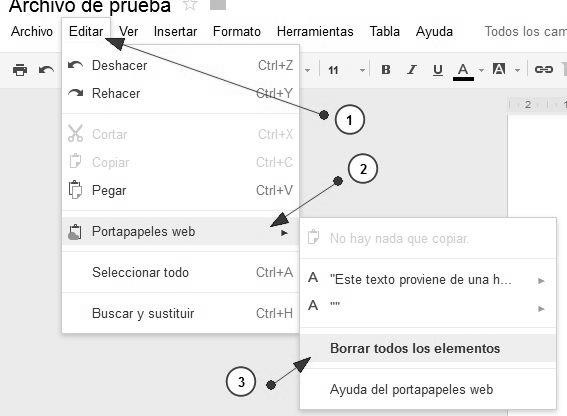 Archivo de prueba
Archivo Editar Ver Insertar Formato Herramientas Tabla Ayuda Todos los cam
11 B I U A A
Deshacer Ctrl+Z
Rehacer Ctrl+Y
2 1
1
Cortar Ctrl+X
Copiar Ctrl+C
2
Pegar Ctrl+V
Portapapeles web
No hay nada que copiar.
Seleccionar todo Ctrl+A
A "Este texto proviene de una h...
A ""
Buscar y sustituir Ctrl+H
Borrar todos los elementos
3
Ayuda del portapapeles web